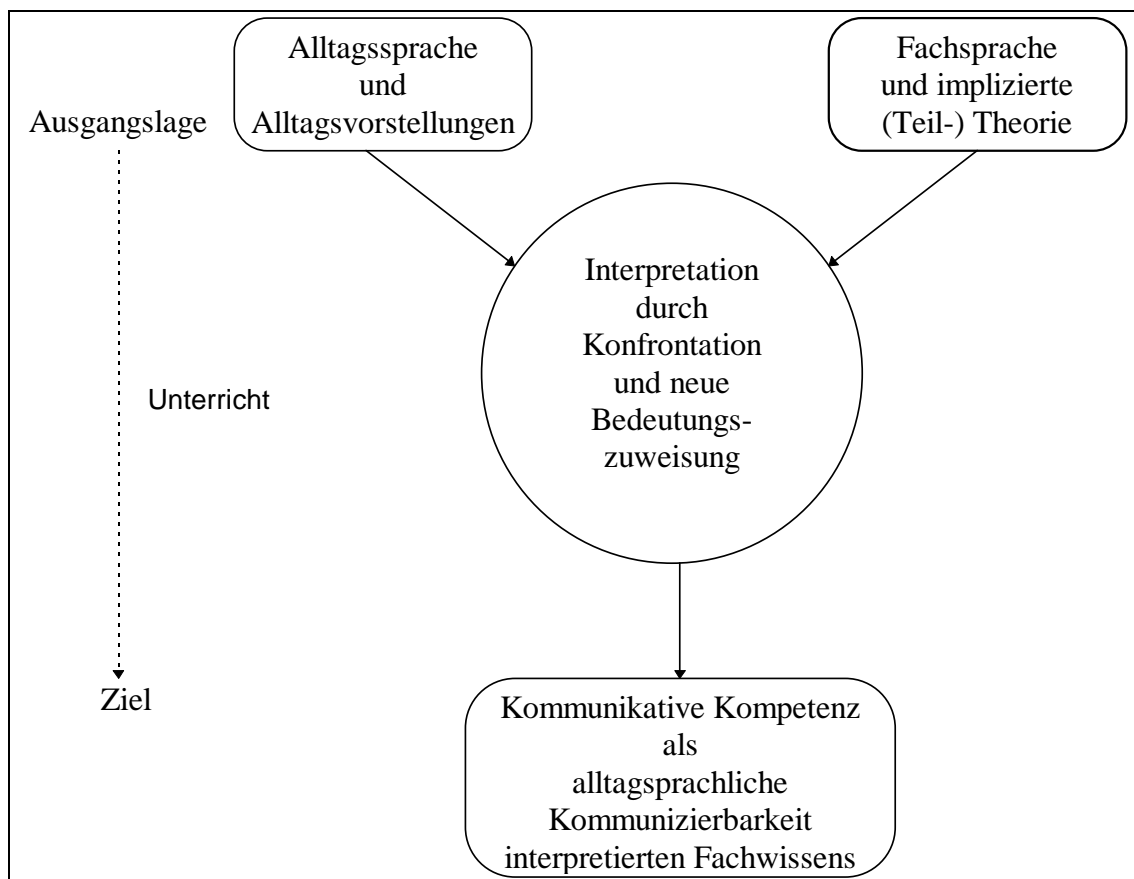 Alltagssprache
und
Alltagsvorstellungen
Fachsprache
und implizierte
(Teil-) Theorie
Ausgangslage
Interpretation
durch
Konfrontation
und neue
Bedeutungs-
zuweisung
Unterricht
Ziel
Kommunikative Kompetenz
als
alltagsprachliche
Kommunizierbarkeit
interpretierten Fachwissens